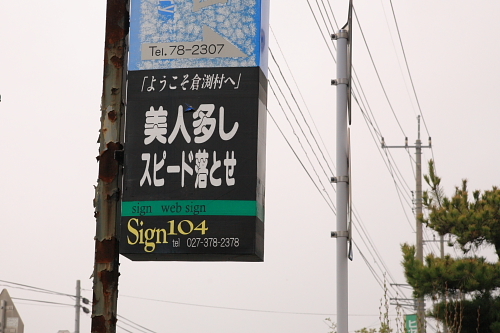 Tel. 78-2307
「ようこそ倉渕村へ」
美人多し
スピード落とせ
sign web sign
Sign104
tel 027-378-2378